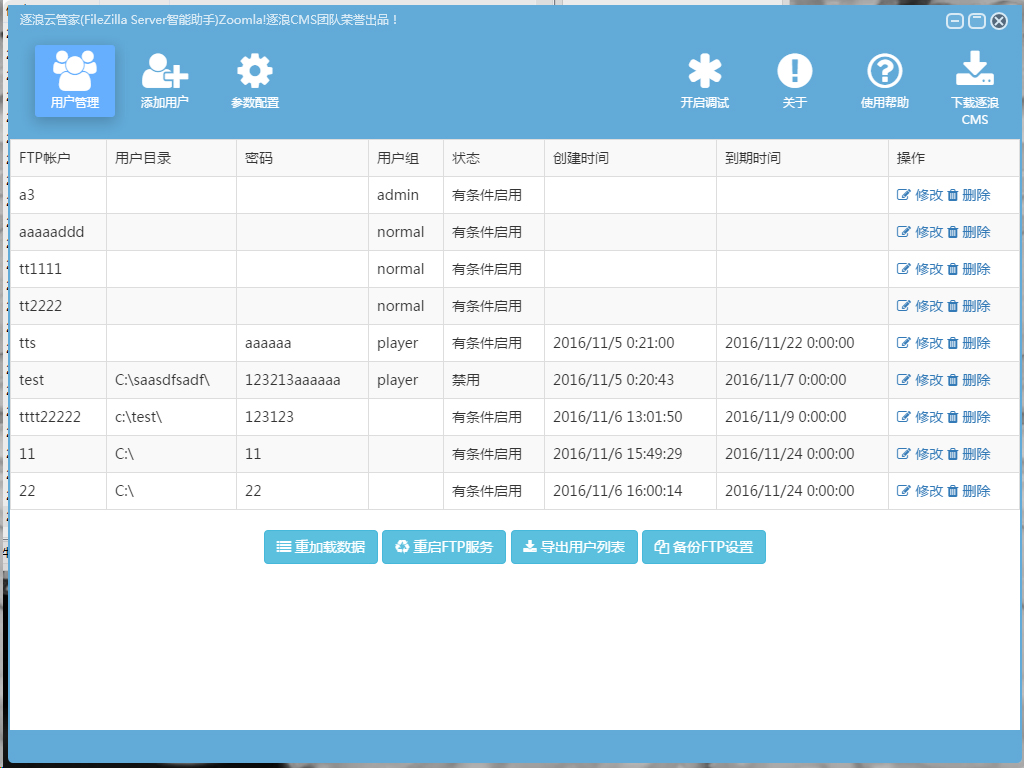 逐浪云管家(FileZilla Server智能助手)Zoomla!逐浪CMS团队荣誉出品！
用户管理 添加用户 参数配置 开启调试 关于 使用帮助 下载逐浪
CMS
FTP帐户 用户目录 密码 用户组 状态 创建时间 到期时间 操作
a3 admin 有条件启用 修改 删除
aaaaaddd normal 有条件启用 修改 删除
tt1111 normal 有条件启用 修改 删除
tt2222 normal 有条件启用 修改 删除
tts aaaaaa player 有条件启用 2016/11/5 0:21:00 2016/11/22 0:00:00 修改 删除
test C:\saasdfsadf\ 123213aaaaaa player 禁用 2016/11/5 0:20:43 2016/11/7 0:00:00 修改 删除
tttt22222 c:\test\ 123123 有条件启用 2016/11/6 13:01:50 2016/11/9 0:00:00 修改 删除
11 C:\ 11 有条件启用 2016/11/6 15:49:29 2016/11/24 0:00:00 修改 删除
22 C:\ 22 有条件启用 2016/11/6 16:00:14 2016/11/24 0:00:00 修改 删除
重加载数据 重启FTP服务 导出用户列表 备份FTP设置